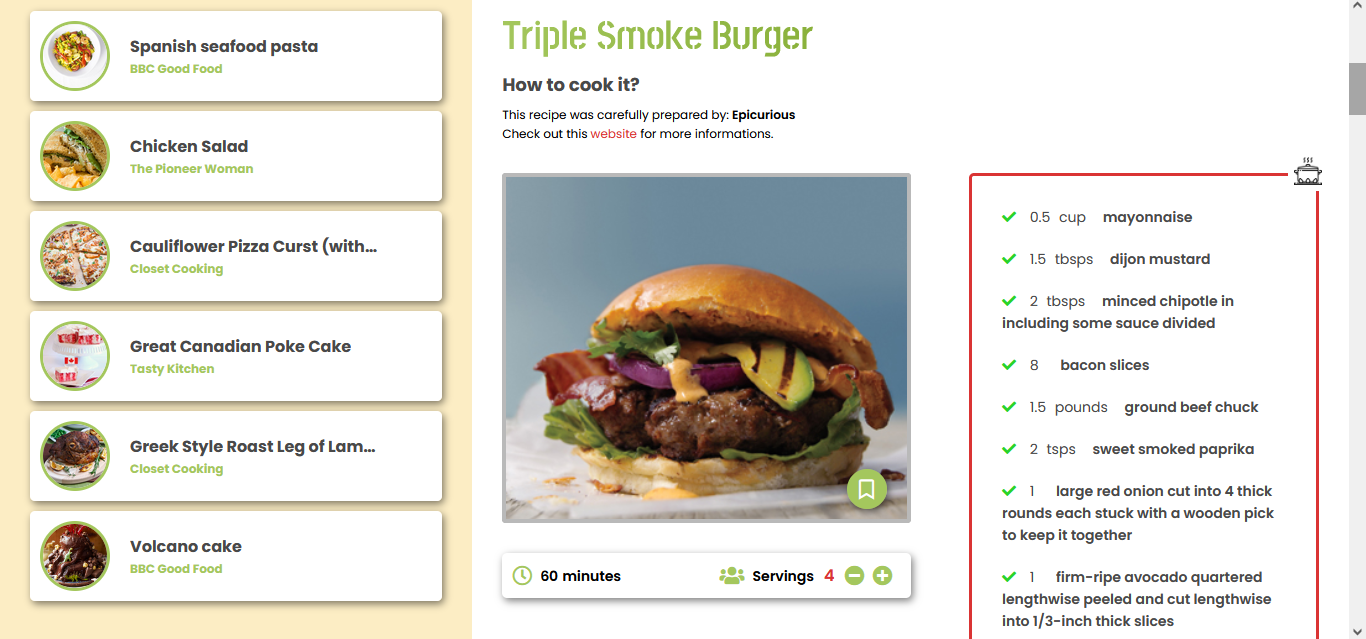 Spanish seafood pasta
BBC Good Food
Chicken Salad
The Pioneer Woman
Cauliflower Pizza Curst (with...
Closet Cooking
Great Canadian Poke Cake
Tasty Kitchen
Greek Style Roast Leg of Lam...
Closet Cooking
Volcano cake
BBC Good Food
Triple Smoke Burger
How to cook it?
This recipe was carefully prepared by: Epicurious
Check out this website for more informations.
60 minutes
Servings 4
0.5 cup mayonnaise
1.5 tbsps dijon mustard
2 tbsps minced chipotle in
including some sauce divided
8 bacon slices
1.5 pounds ground beef chuck
2 tsps sweet smoked paprika
1 large red onion cut into 4 thick
rounds each stuck with a wooden pick
to keep it together
1 firm-ripe avocado quartered
lengthwise peeled and cut lengthwise
into 1/3-inch thick slices